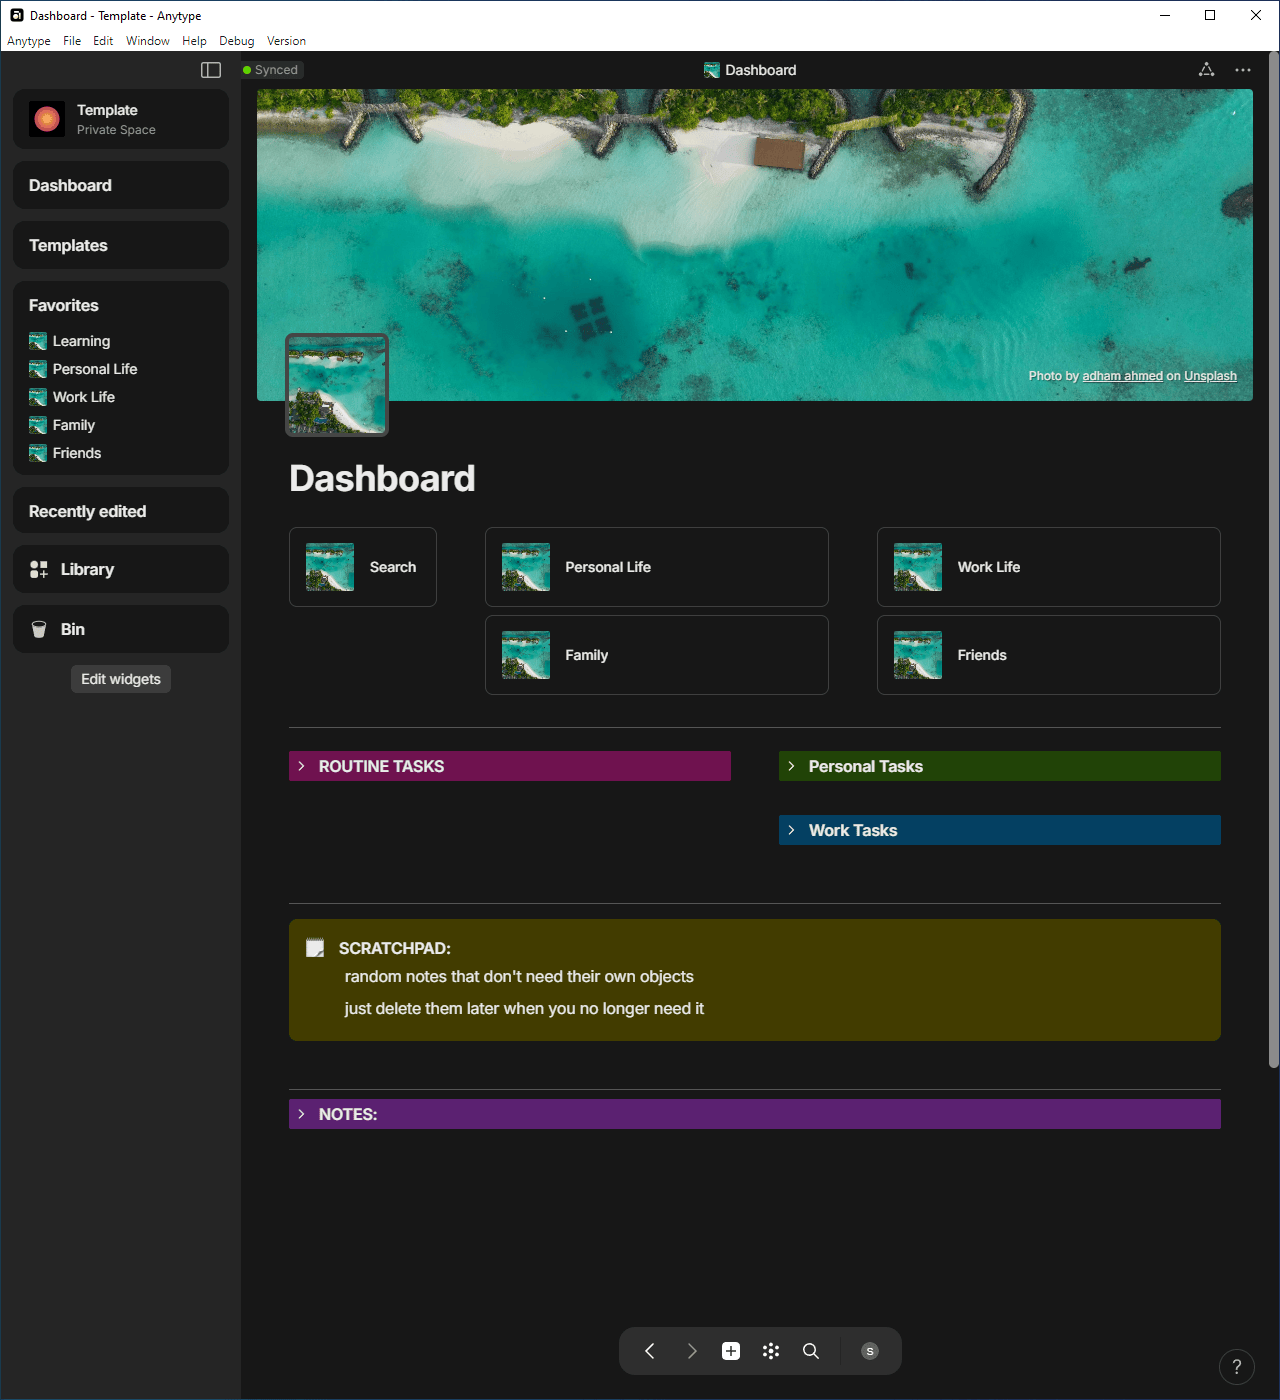 Dashboard - Template - Anytype
Anytype File Edit Window Help Debug Version
Synced
Dashboard
Template
Private Space
Dashboard
Templates
Favorites
Learning
Personal Life
Work Life
Family
Friends
Recently edited
Library
Bin
Edit widgets
Photo by adham ahmed on Unsplash
Dashboard
Search
Personal Life
Work Life
Family
Friends
ROUTINE TASKS
Personal Tasks
Work Tasks
SCRATCHPAD:
random notes that don't need their own objects
just delete them later when you no longer need it
NOTES:
S
?